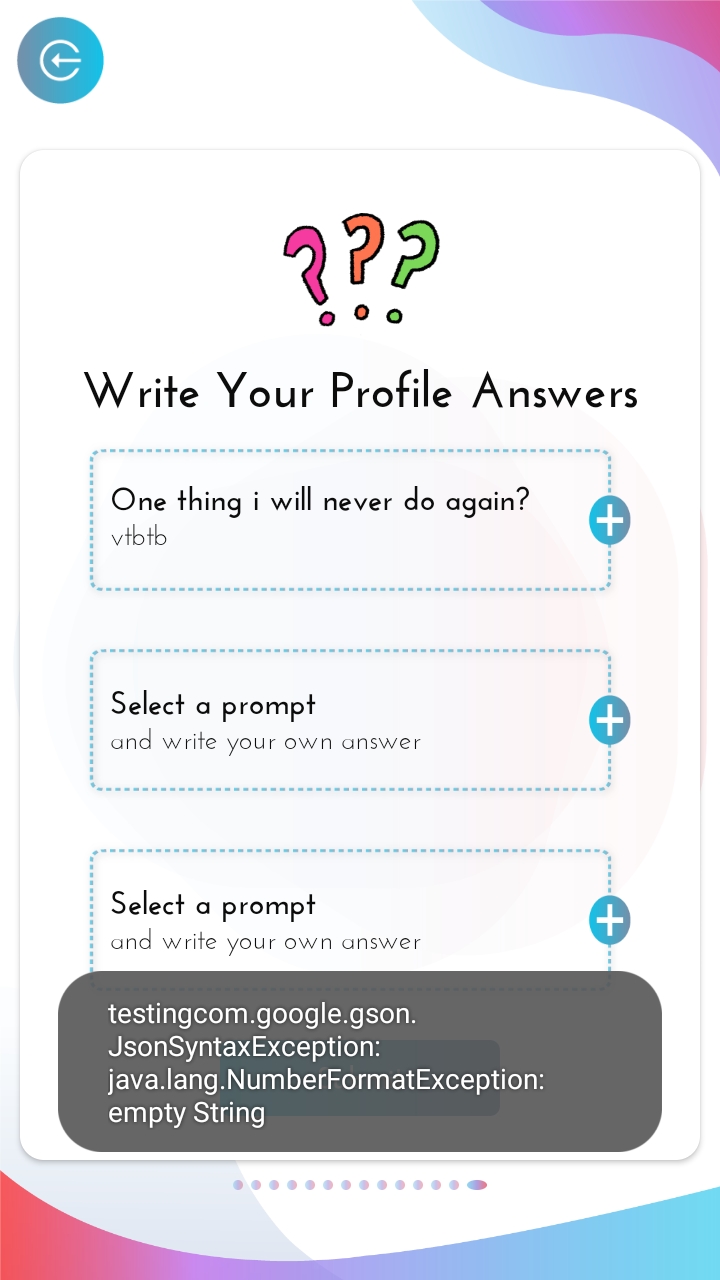 ???
Write Your Profile Answers
One thing i will never do again?
vtbtb
Select a prompt
and write your own answer
Select a prompt
and write your own answer
testingcom.google.gson.
JsonSyntaxException:
java.lang.NumberFormatException:
empty String